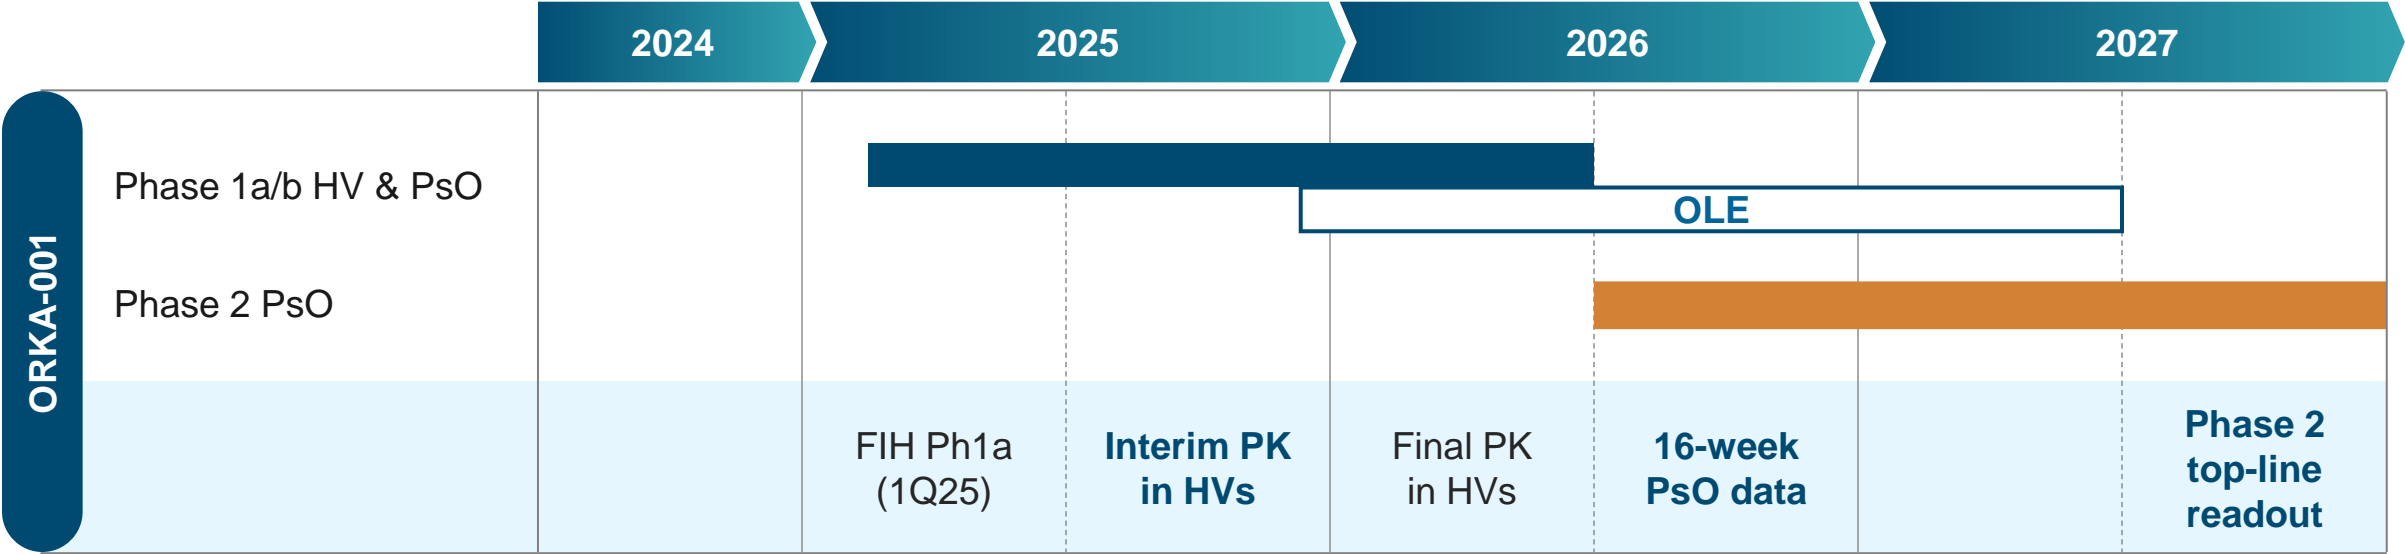 2024
2025
2026
2027
ORKA-001
Phase 1a/b HV & PsO
OLE
Phase 2 PsO
FIH Ph1a
(1Q25)
Interim PK
in HVs
Final PK
in HVs
16-week
PsO data
Phase 2
top-line
readout